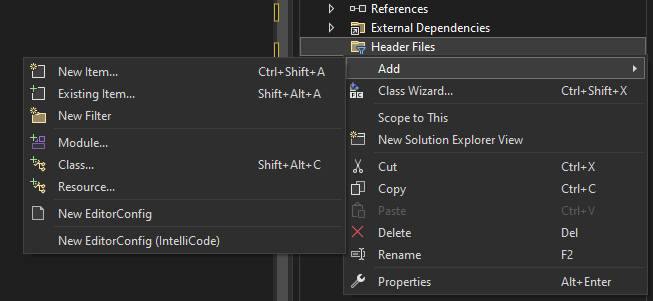 References
External Dependencies
Header Files
Add
Class Wizard... Ctrl+Shift+X
Scope to This
New Solution Explorer View
Cut Ctrl+X
Copy Ctrl+C
Paste Ctrl+V
Delete Del
Rename F2
Properties Alt+Enter
New Item... Ctrl+Shift+A
Existing Item... Shift+Alt+A
New Filter
Module...
Class... Shift+Alt+C
Resource...
New EditorConfig
New EditorConfig (IntelliCode)